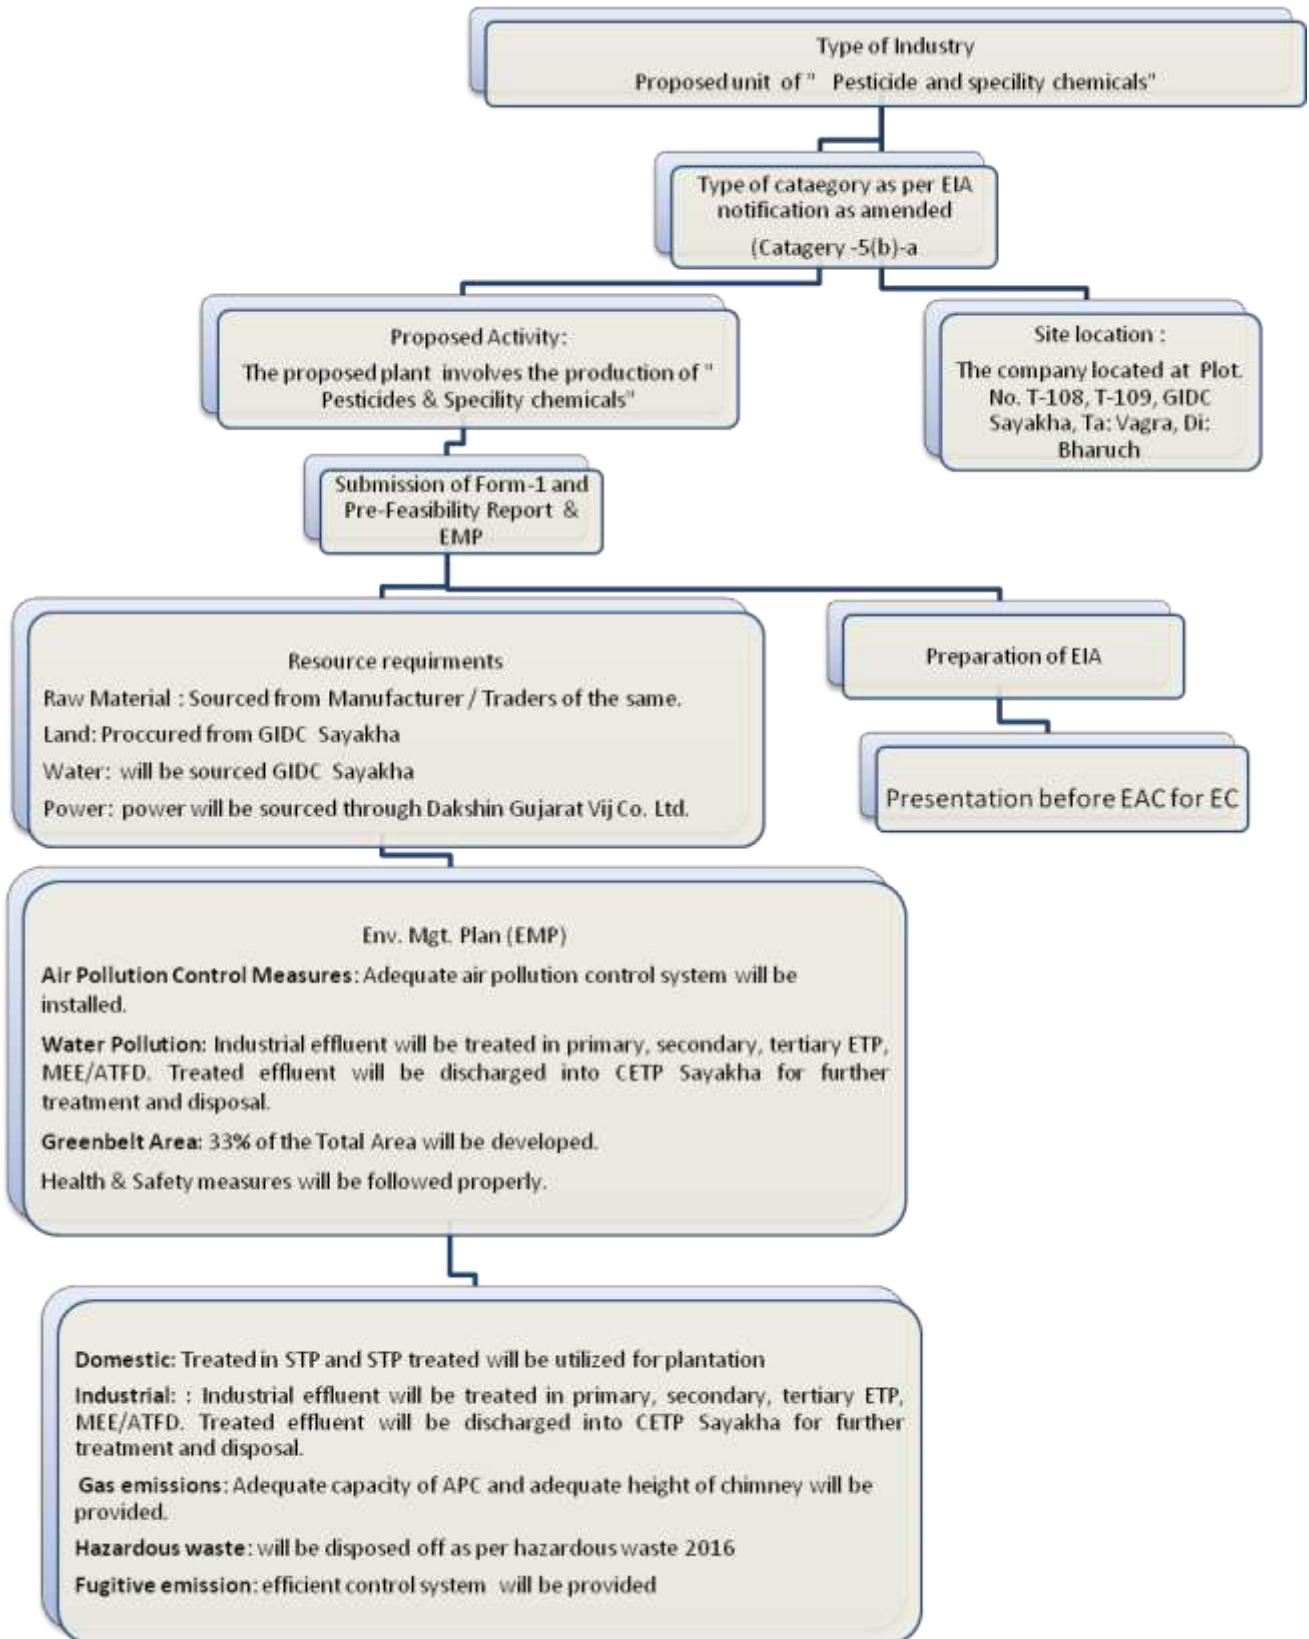 Type of Industry
Proposed unit of " Pesticide and specility chemicals"
Type of cataegory as per EIA
notification as amended
(Catagery -5(b)-a
Proposed Activity:
The proposed plant involves the production of "
Pesticides & Specility chemicals"
Site location :
The company located at Plot.
No. T-108, T-109, GIDC
Sayakha, Ta: Vagra, Di:
Bharuch
Submission of Form-1 and
Pre-Feasibility Report &
EMP
Resource requirments
Raw Material : Sourced from Manufacturer / Traders of the same.
Land: Proccured from GIDC Sayakha
Water: will be sourced GIDC Sayakha
Power: power will be sourced through Dakshin Gujarat Vij Co. Ltd.
Preparation of EIA
Presentation before EAC for EC
Env. Mgt. Plan (EMP)
Air Pollution Control Measures: Adequate air pollution control system will be
installed.
Water Pollution: Industrial effluent will be treated in primary, secondary, tertiary ETP,
MEE/ATFD. Treated effluent will be discharged into CETP Sayakha for further
treatment and disposal.
Greenbelt Area: 33% of the Total Area will be developed.
Health & Safety measures will be followed properly.
Domestic: Treated in STP and STP treated will be utilized for plantation
Industrial: : Industrial effluent will be treated in primary, secondary, tertiary ETP,
MEE/ATFD. Treated effluent will be discharged into CETP Sayakha for further
treatment and disposal.
Gas emissions: Adequate capacity of APC and adequate height of chimney will be
provided.
Hazardous waste: will be disposed off as per hazardous waste 2016
Fugitive emission: efficient control system will be provided